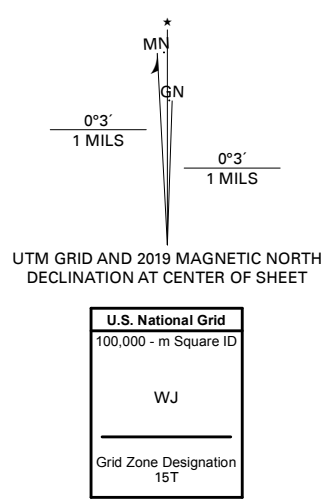 ★
MN
GN
0°3´
1 MILS
0°3´
1 MILS
UTM GRID AND 2019 MAGNETIC NORTH
DECLINATION AT CENTER OF SHEET
U.S. National Grid
100,000 - m Square ID
WJ
Grid Zone Designation
15T